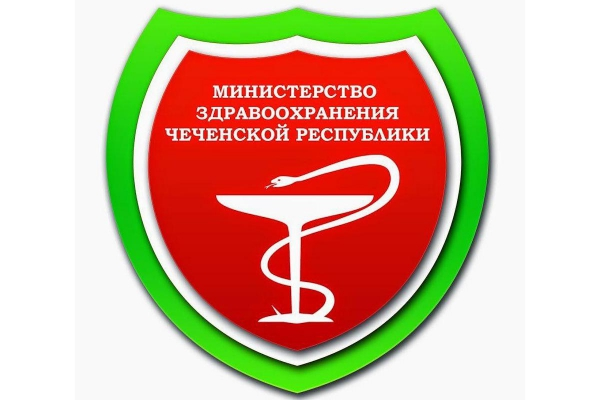 МИНИСТЕРСТВО
ЗДРАВООХРАНЕНИЯ
ЧЕЧЕНСКОЙ РЕСПУБЛИКИ